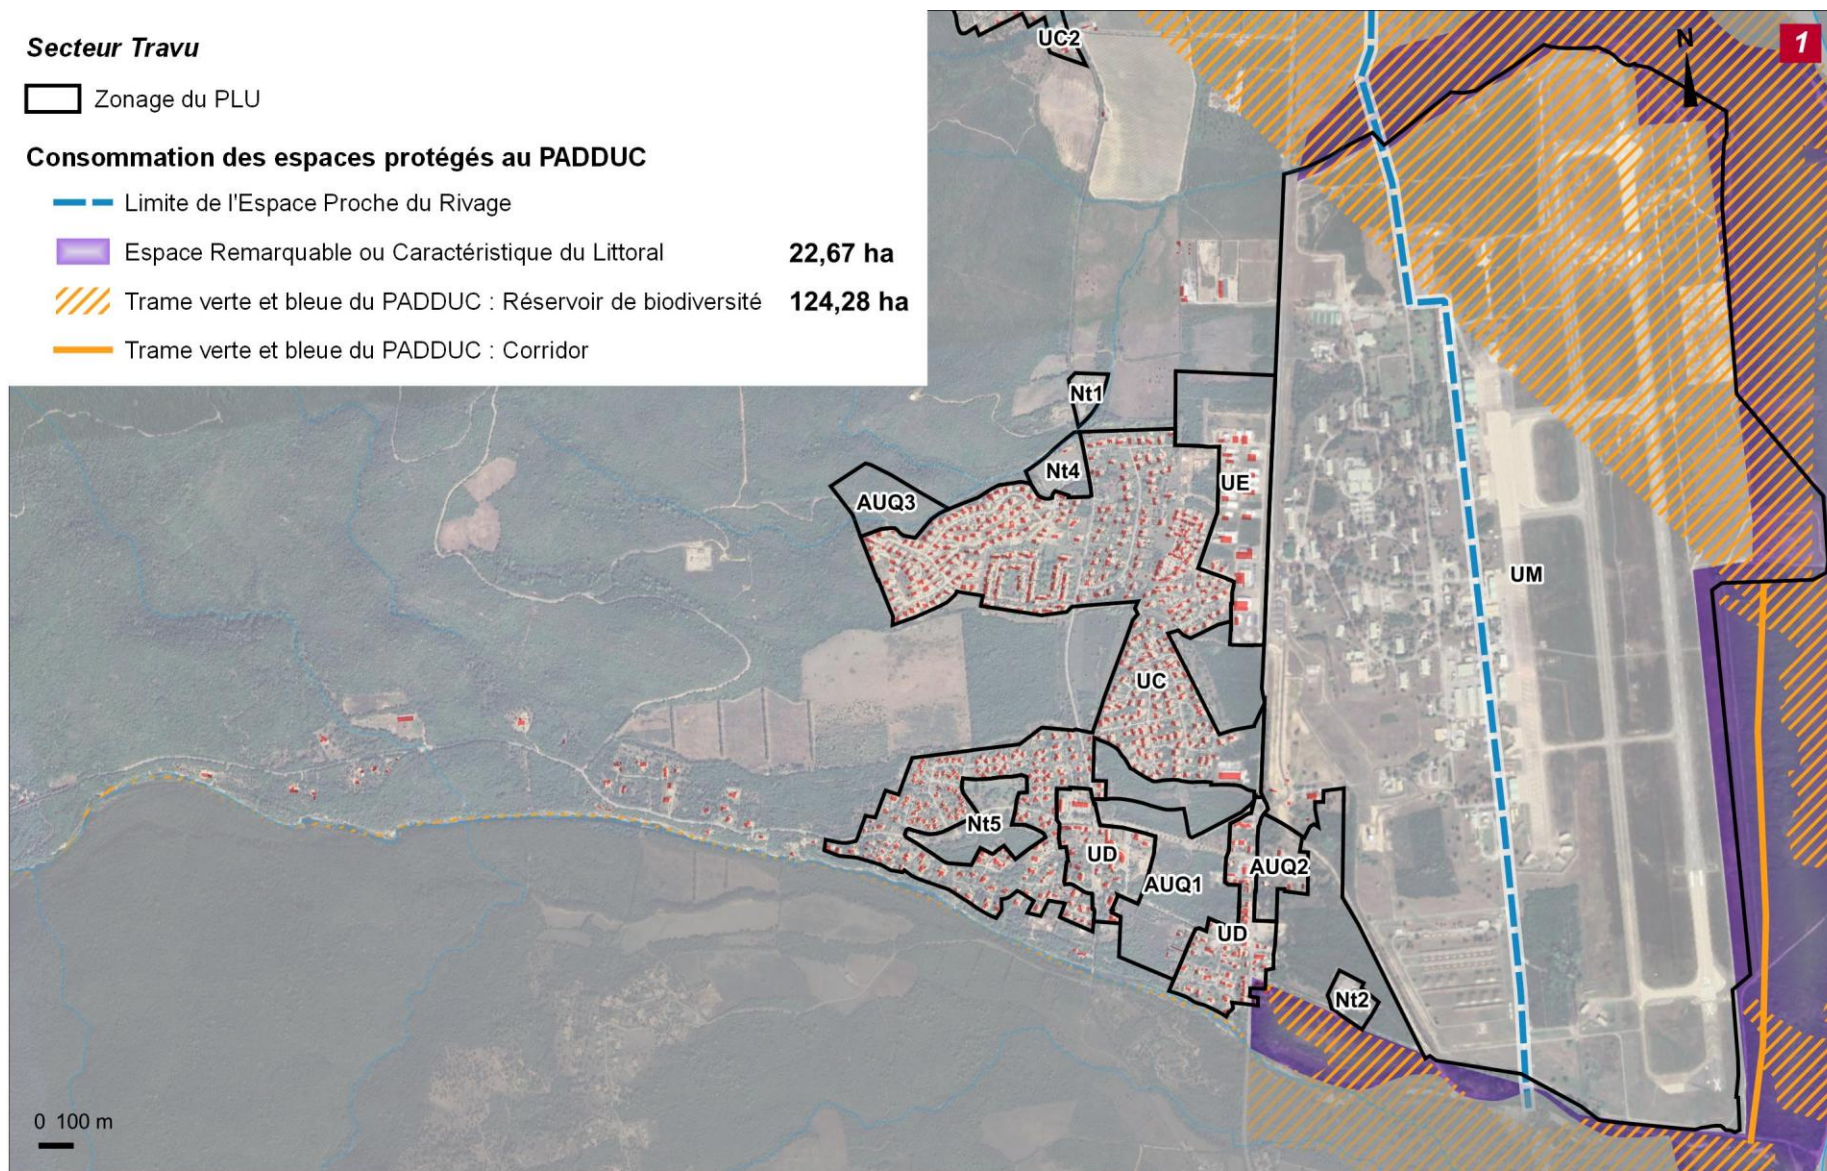 Secteur Travu
Zonage du PLU
Consommation des espaces protégés au PADDUC
Limite de l'Espace Proche du Rivage
Espace Remarquable ou Caractéristique du Littoral 22,67 ha
Trame verte et bleue du PADDUC : Réservoir de biodiversité 124,28 ha
Trame verte et bleue du PADDUC : Corridor
1
N
UC2
Nt1
Nt4
UE
AUQ3
UM
UC
Nt5
UD
AUQ2
AUQ1
UD
Nt2
0 100 m